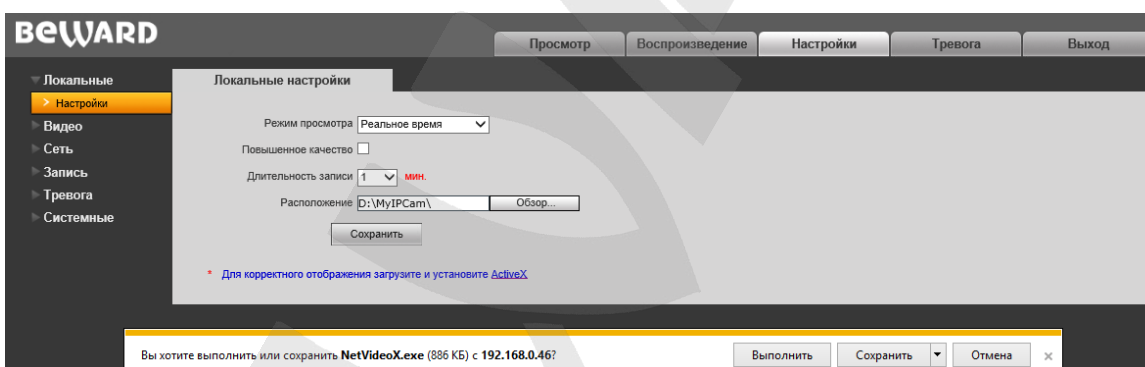 BEWARD
Просмотр Воспроизведение Настройки Тревога Выход
Локальные
Настройки
Видео
Сеть
Запись
Тревога
Системные
Локальные настройки
Режим просмотра Реальное время
Повышенное качество
Длительность записи 1 мин.
Расположение D:\MyIPCam\ Обзор...
Сохранить
* Для корректного отображения загрузите и установите ActiveX
Вы хотите выполнить или сохранить NetVideoX.exe (886 КБ) с 192.168.0.46? Выполнить Сохранить Отмена